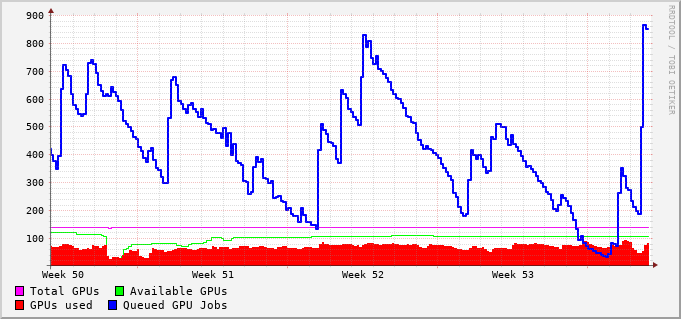 900
800
700
600
500
400
300
200
100
Week 50 Week 51 Week 52 Week 53
Total GPUs Available GPUs
GPUs used Queued GPU Jobs
RRDTOOL / TOBI OETIKER